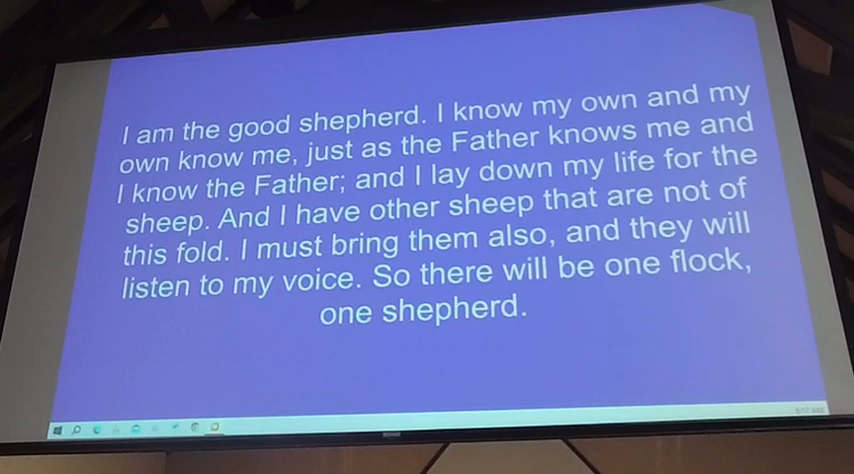 I am the good shepherd. I know my own and my
own know me, just as the Father knows me and
I know the Father; and I lay down my life for the
sheep. And I have other sheep that are not of
this fold. I must bring them also, and they will
listen to my voice. So there will be one flock,
one shepherd.